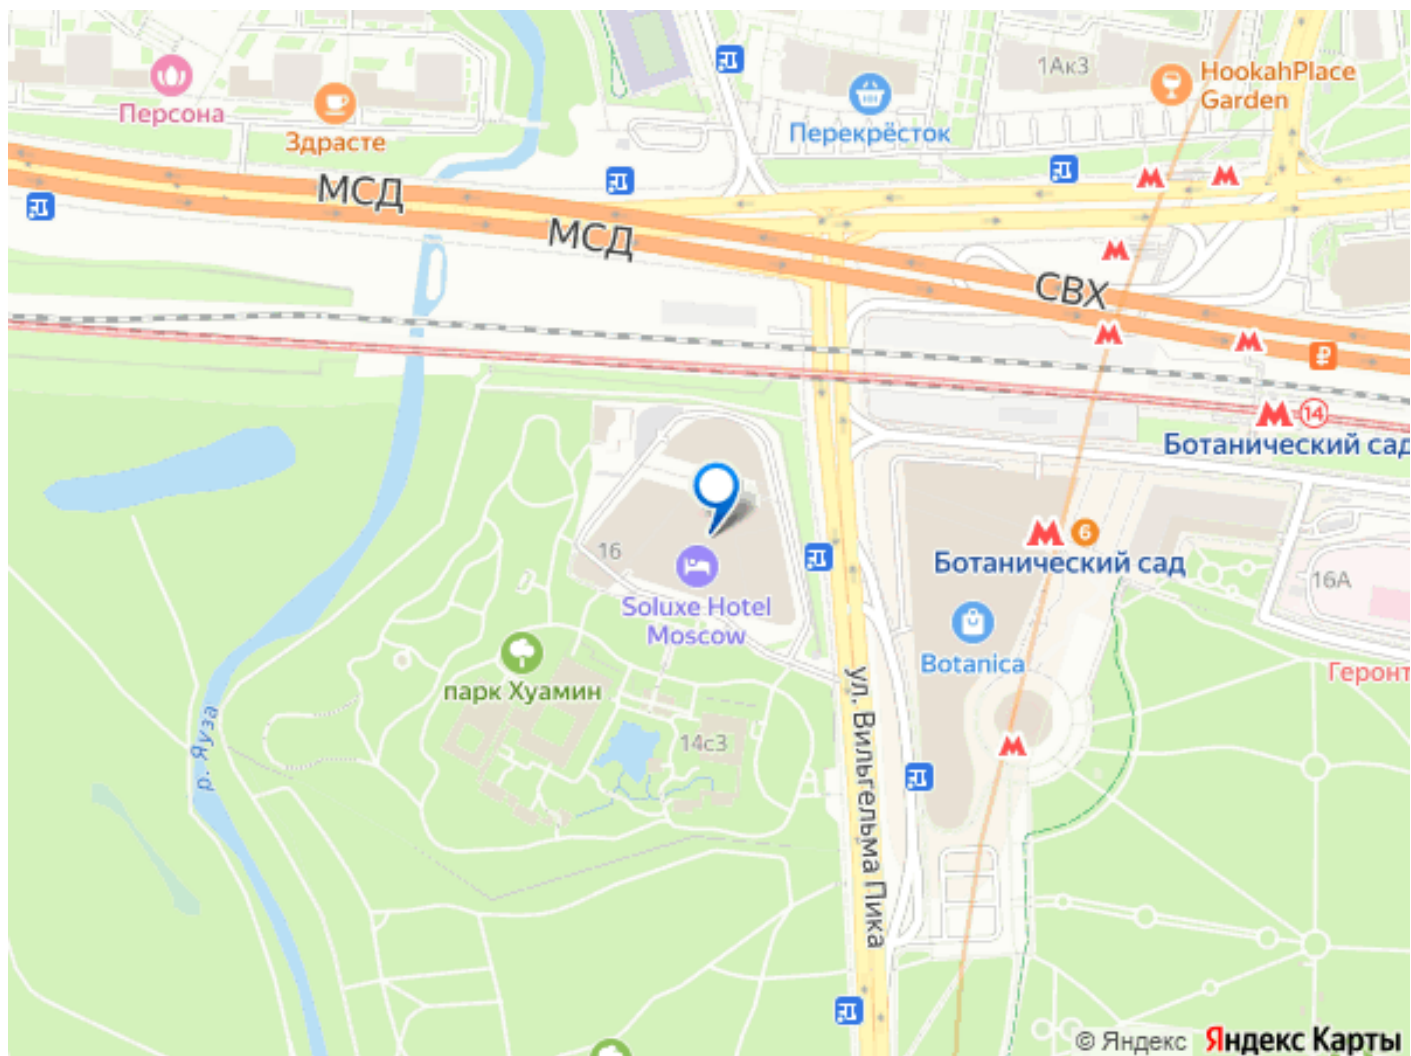 1Ак3
HookahPlace
Garden
Персона
Здрасте
Перекрёсток
МСД
МСД
СВХ
14
Ботанический сад
16
6
Ботанический сад
16А
Soluxe Hotel
Moscow
Botanica
Геронт
парк Хуамин
14с3
р. Яуза
ул. Вильгельма Пика
© Яндекс Яндекс Карты